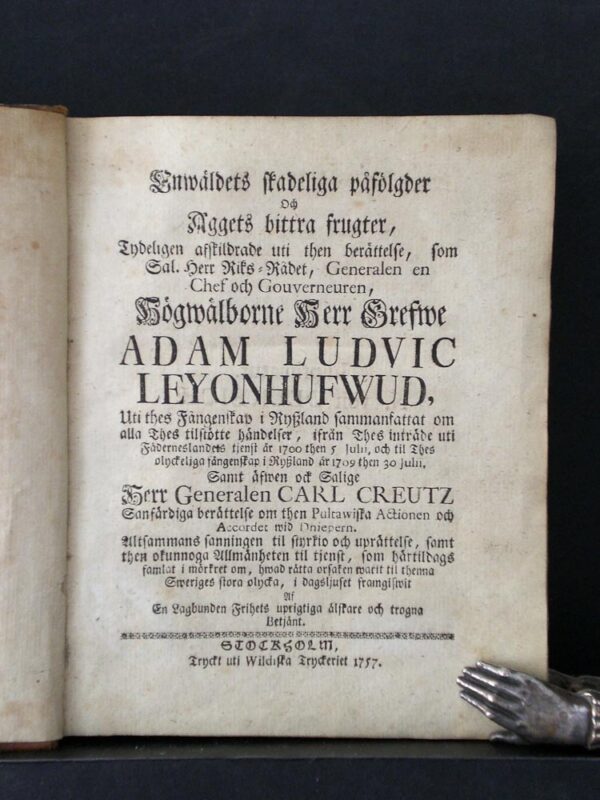 Enwäldets skadeliga påfölgder
Och
Aggets bittra frugter,
Tydeligen afskildrade uti then berättelse, som
Sal. Herr Riks-Rådet, Generalen en
Chef och Gouverneuren,
Högwälborne Herr Grefwe
ADAM LUDVIC
LEYONHUFWUD,
Uti thes Fångenskap i Ryßland sammanfattat om
alla Thes tilstötte händelser, ifrån Thes inträde uti
Fäderneslandets tjenst år 1700 then 5 Julii, och til Thes
olyckeliga fångenskap i Ryßland år 1709 then 30 Julii,
Samt äfwen ock Salige
Herr Generalen CARL CREUTZ
Sanfärdiga berättelse om then Pultawiska Actionen och
Accordet wid Dniepern.
Altsammans sanningen til styrkio och uprättelse, samt
then okunnoga Allmänheten til tjenst, som härtildags
famlat i mörkret om, hwad rätta orsaken warit til thenna
Sweriges stora olycka, i dagsljuset framgiswit
Af
En Lagbunden Frihets uprigtiga älskare och trogna
Betjänt.
STOCKHOLM,
Tryckt uti Wildiska Tryckeriet 1757.